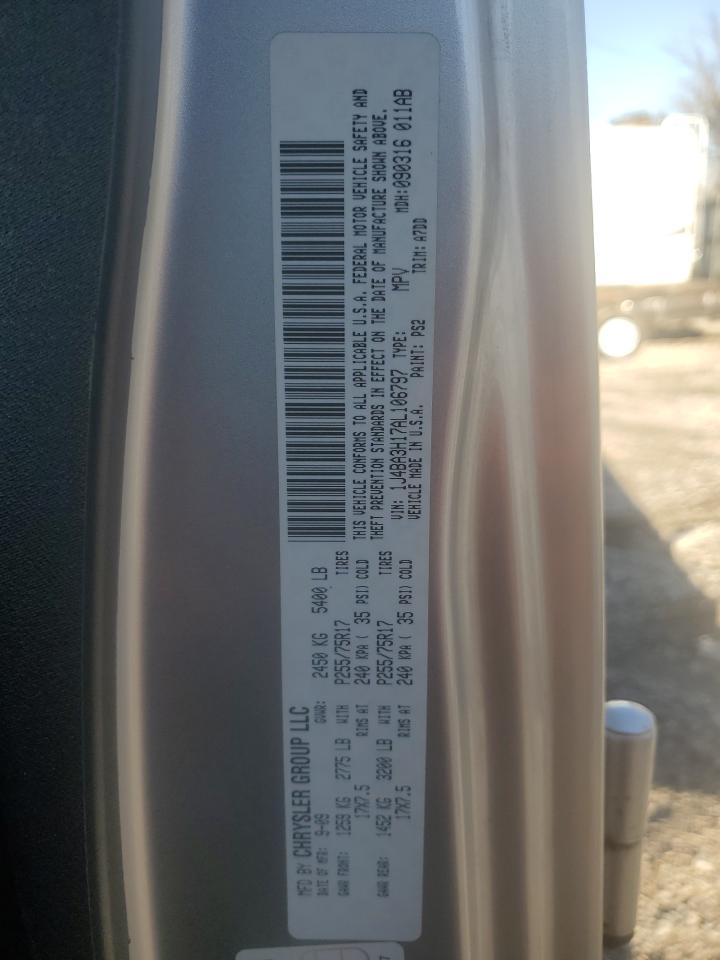 MFD BY CHRYSLER GROUP LLC
DATE OF MFR: 9-09 GVWR: 2450 KG 5400 LB
GAWR FRONT: 1259 KG 2775 LB WITH P255/75R17 TIRES
17X7.5 RIMS AT 240 KPA ( 35 PSI) COLD
GAWR REAR: 1452 KG 3200 LB WITH P255/75R17 TIRES
17X7.5 RIMS AT 240 KPA ( 35 PSI) COLD
THIS VEHICLE CONFORMS TO ALL APPLICABLE U.S.A. FEDERAL MOTOR VEHICLE SAFETY AND
THEFT PREVENTION STANDARDS IN EFFECT ON THE DATE OF MANUFACTURE SHOWN ABOVE.
VIN: 1J4BA3H17AL106797 TYPE: MPV MDH:090316 011AB
VEHICLE MADE IN U.S.A. PAINT: PS2 TRIM: A7DD